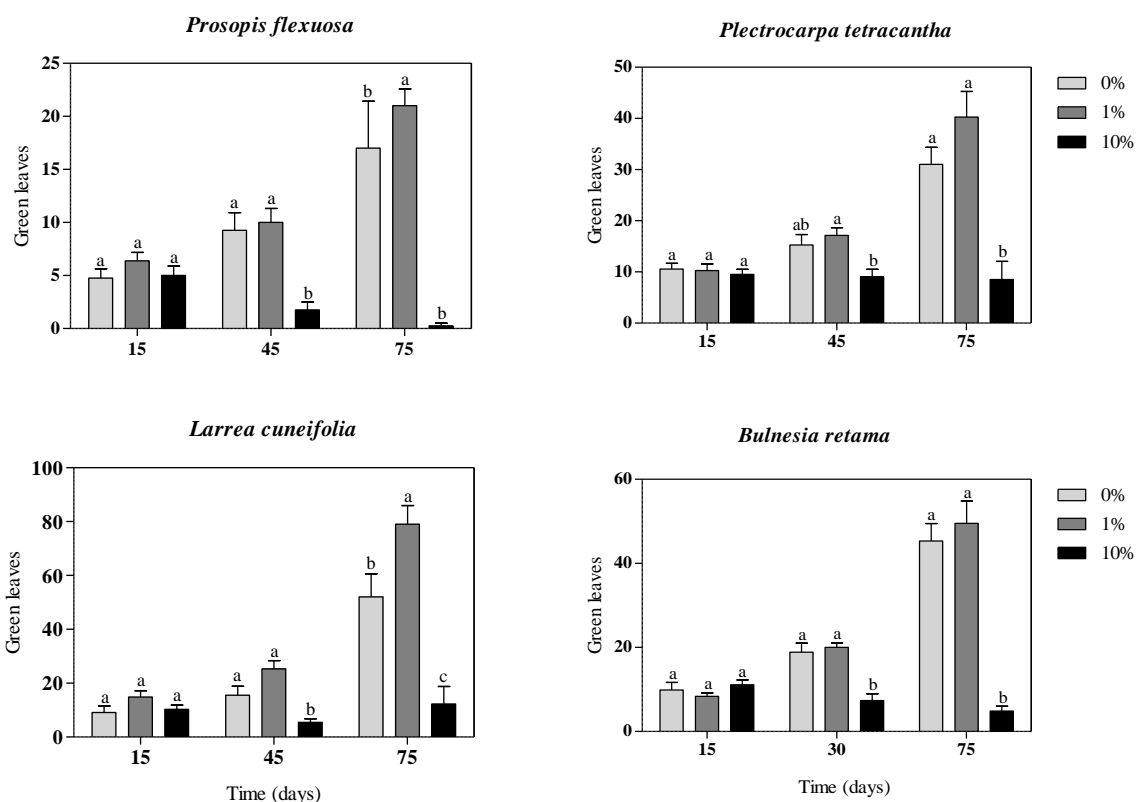 Prosopis flexuosa
Green leaves
25
20
15
10
5
0
a
a
a
a
a
b
b
a
b
15
45
75
Plectrocarpa tetracantha
Green leaves
50
40
30
20
10
0
a
a
a
ab
a
b
a
a
b
15
45
75
0%
1%
10%
Larrea cuneifolia
Green leaves
100
80
60
40
20
0
a
a
a
a
a
b
b
a
c
15
45
75
Time (days)
Bulnesia retama
Green leaves
60
40
20
0
a
a
a
a
a
b
a
a
b
15
30
75
Time (days)
0%
1%
10%